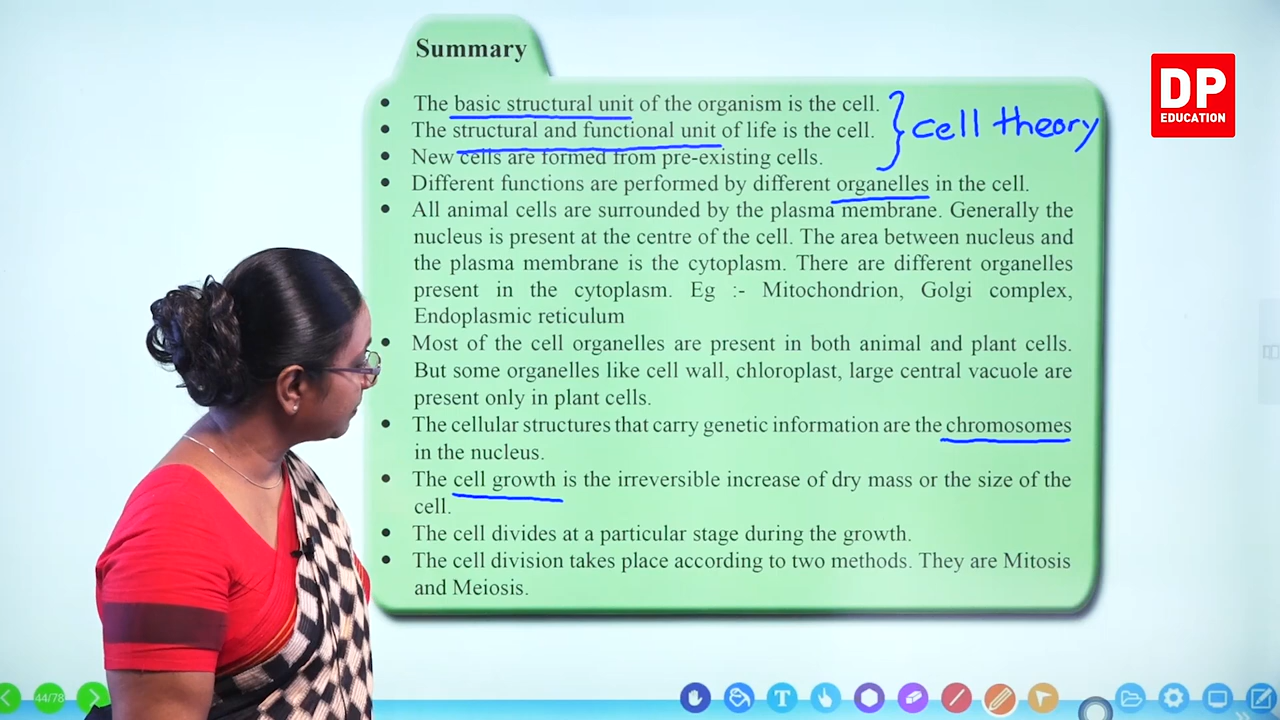 Summary
DP
EDUCATION
• The basic structural unit of the organism is the cell.
• The structural and functional unit of life is the cell.
cell theory
• New cells are formed from pre-existing cells.
• Different functions are performed by different organelles in the cell.
• All animal cells are surrounded by the plasma membrane. Generally the
nucleus is present at the centre of the cell. The area between nucleus and
the plasma membrane is the cytoplasm. There are different organelles
present in the cytoplasm. Eg :- Mitochondrion, Golgi complex,
Endoplasmic reticulum
• Most of the cell organelles are present in both animal and plant cells.
But some organelles like cell wall, chloroplast, large central vacuole are
present only in plant cells.
• The cellular structures that carry genetic information are the chromosomes
in the nucleus.
• The cell growth is the irreversible increase of dry mass or the size of the
cell.
• The cell divides at a particular stage during the growth.
• The cell division takes place according to two methods. They are Mitosis
and Meiosis.
44/78
T